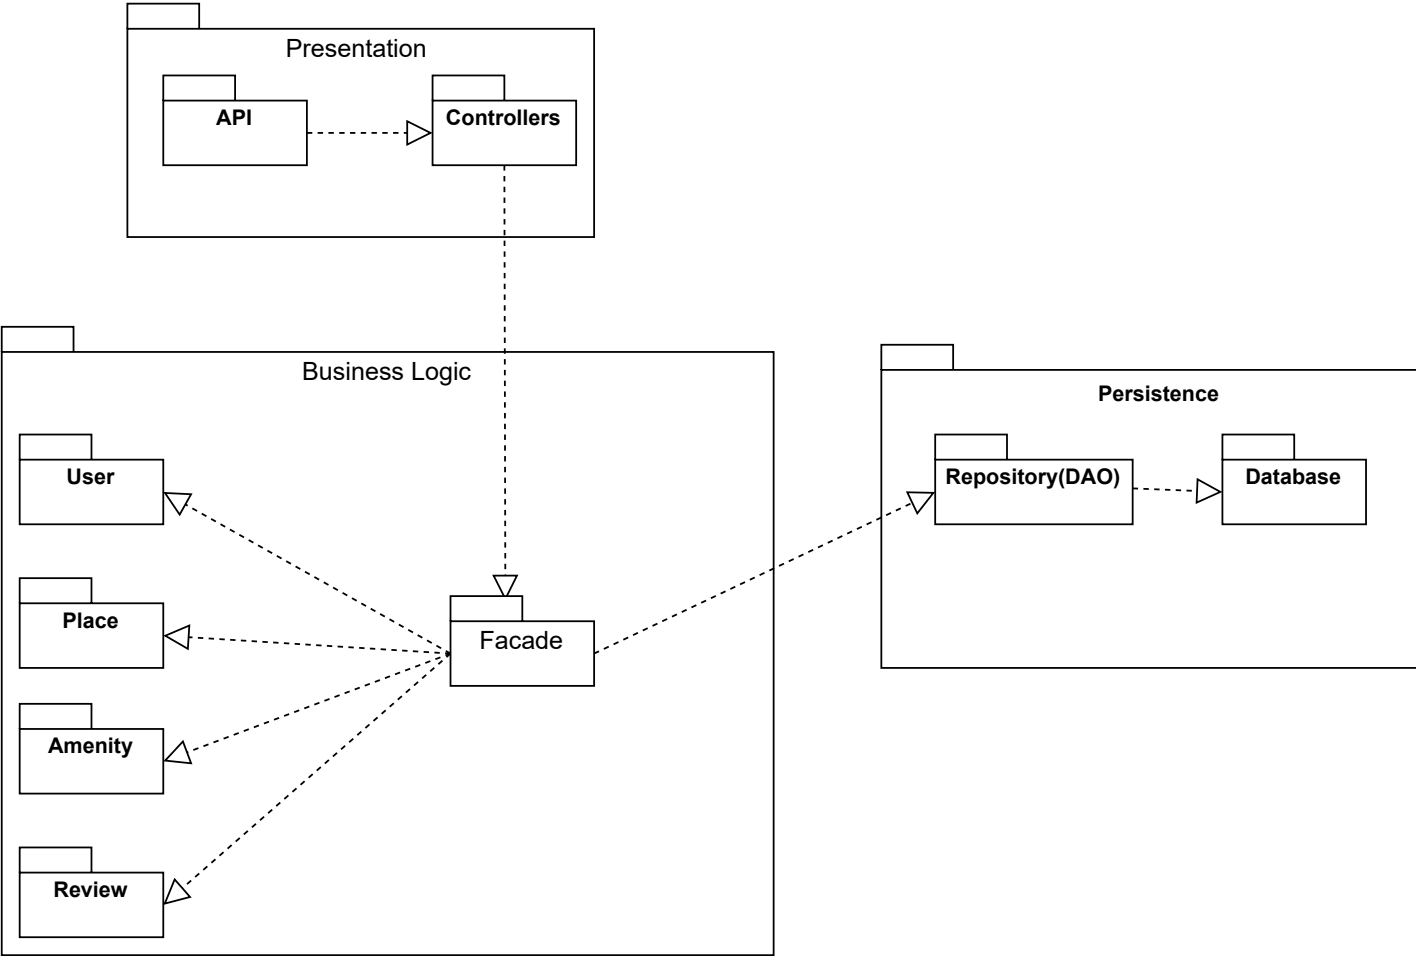 Presentation
API
Controllers
Business Logic
User
Place
Amenity
Review
Facade
Persistence
Repository(DAO)
Database